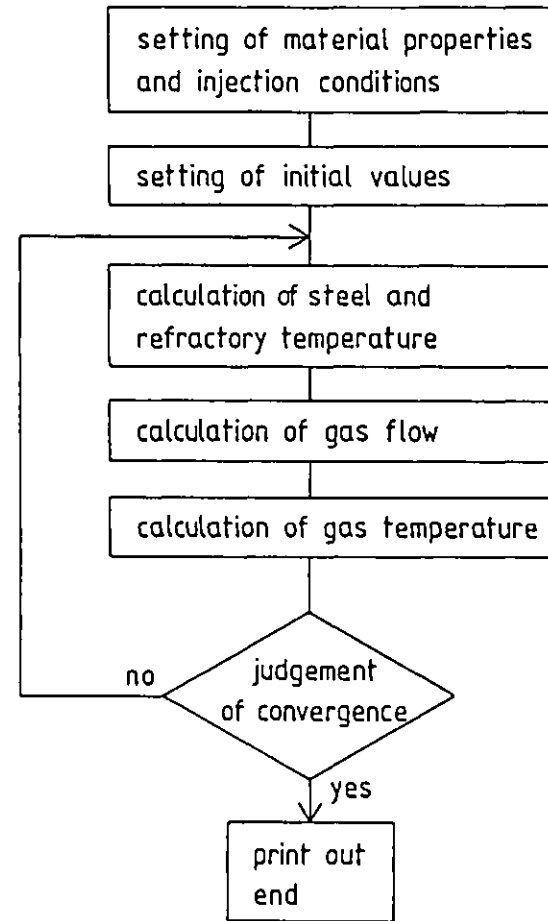 setting of material properties
and injection conditions
setting of initial values
calculation of steel and
refractory temperature
calculation of gas flow
calculation of gas temperature
judgement
of convergence
no
yes
print out
end